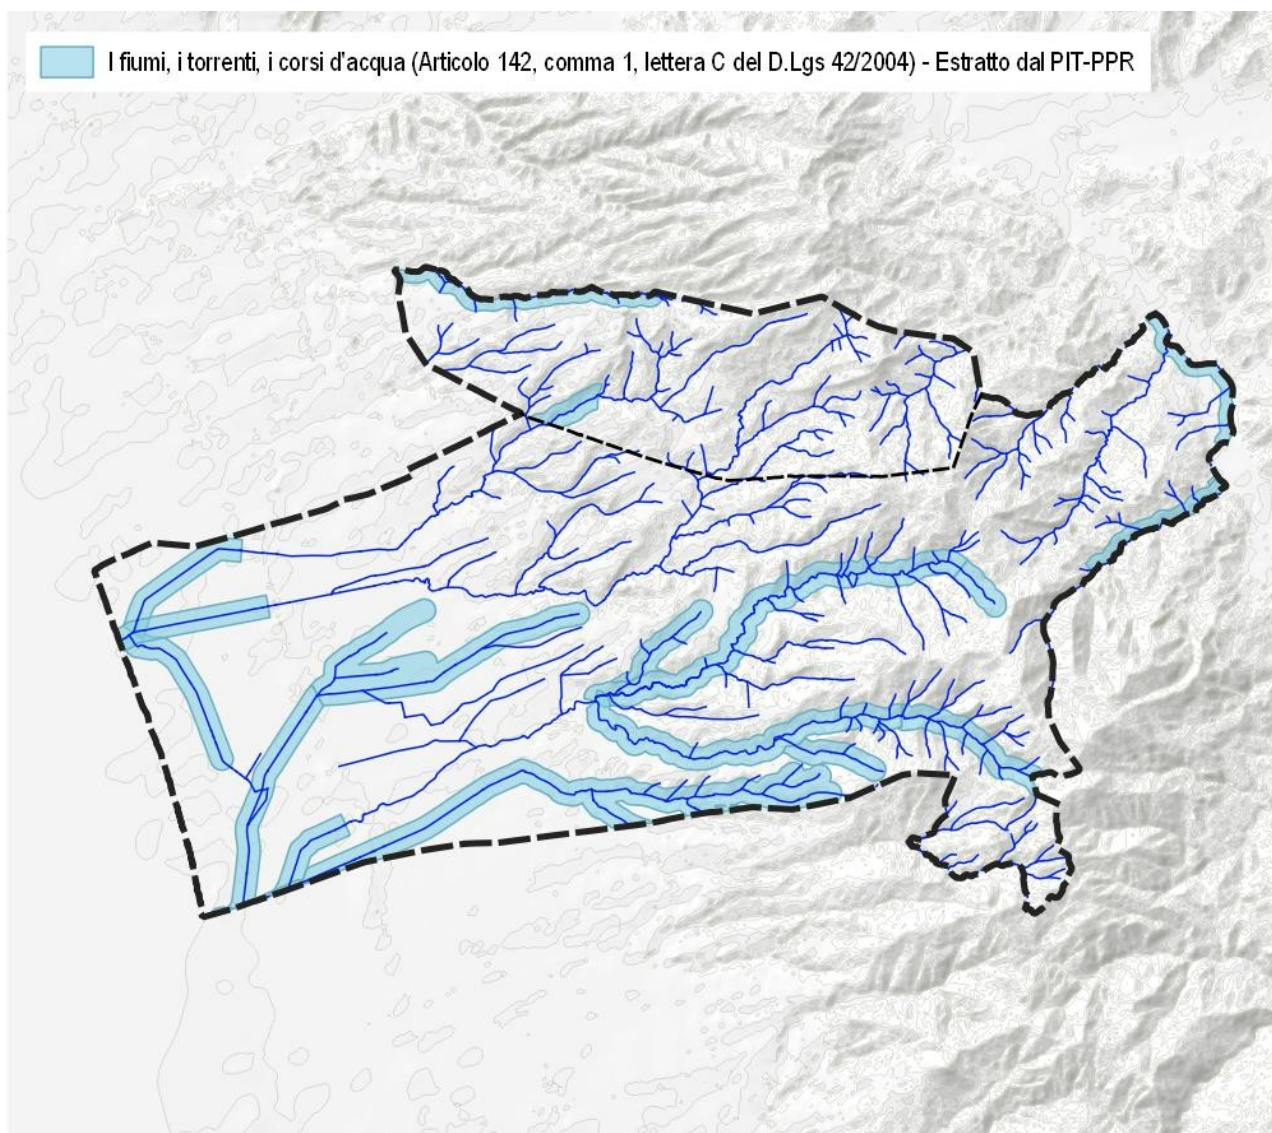 I fiumi, i torrenti, i corsi d'acqua (Articolo 142, comma 1, lettera C del D.Lgs 42/2004) - Estratto dal PIT-PPR